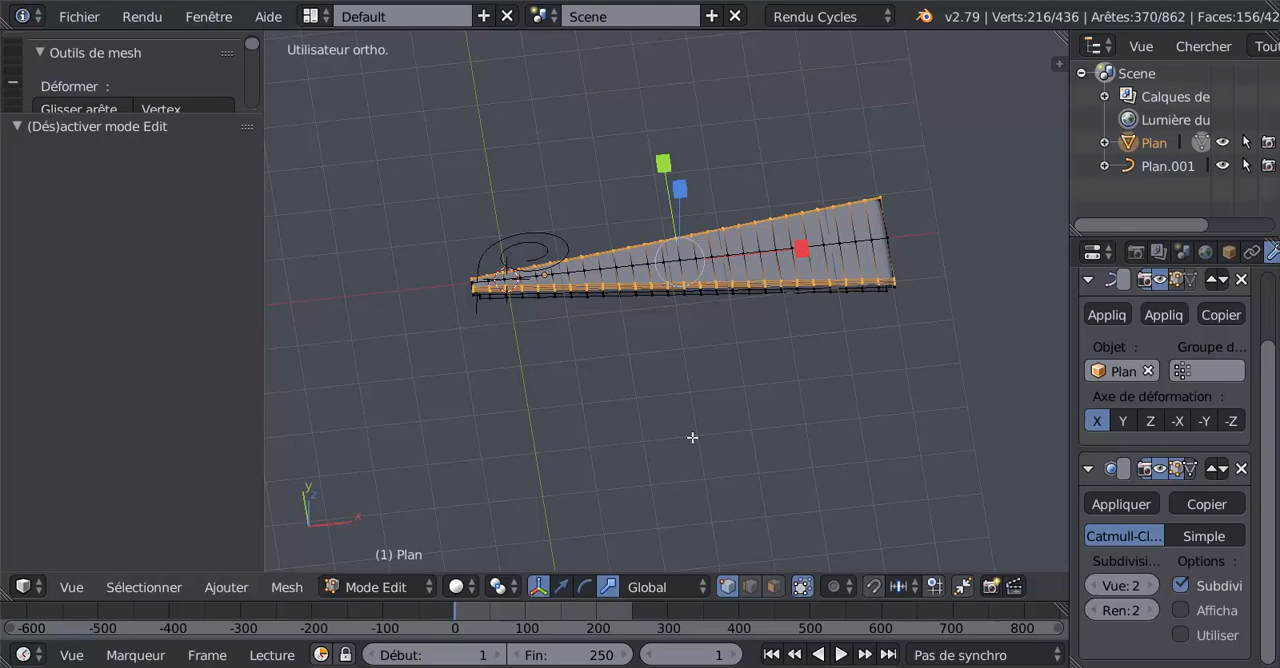 Fichier Rendu Fenêtre Aide Default Scene Rendu Cycles v2.79 | Verts:216/436 | Arêtes:370/862 | Faces:156/42
Outils de mesh
Déformer :
Glisser arête Vertex
(Dés)activer mode Edit
Utilisateur ortho.
y
z
x
(1) Plan
Vue Chercher Tout
Scene
Calques de
Lumière du
Plan
Plan.001
Appliq Appliq Copier
Objet : Groupe d...
Plan
Axe de déformation :
X Y Z -X -Y -Z
Appliquer Copier
Catmull-Cl... Simple
Subdivisi... Options :
Vue: 2 Subdivi
Ren: 2 Afficha
Utiliser
Vue Sélectionner Ajouter Mesh Mode Edit Global
-600 -500 -400 -300 -200 -100 0 100 200 300 400 500 600 700 800
Vue Marqueur Frame Lecture Début: 1 Fin: 250 1 Pas de synchro